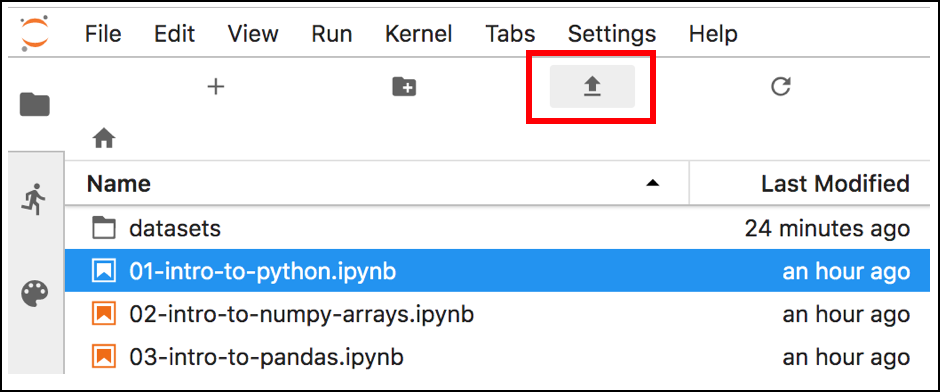 File Edit View Run Kernel Tabs Settings Help
Name Last Modified
datasets 24 minutes ago
01-intro-to-python.ipynb an hour ago
02-intro-to-numpy-arrays.ipynb an hour ago
03-intro-to-pandas.ipynb an hour ago